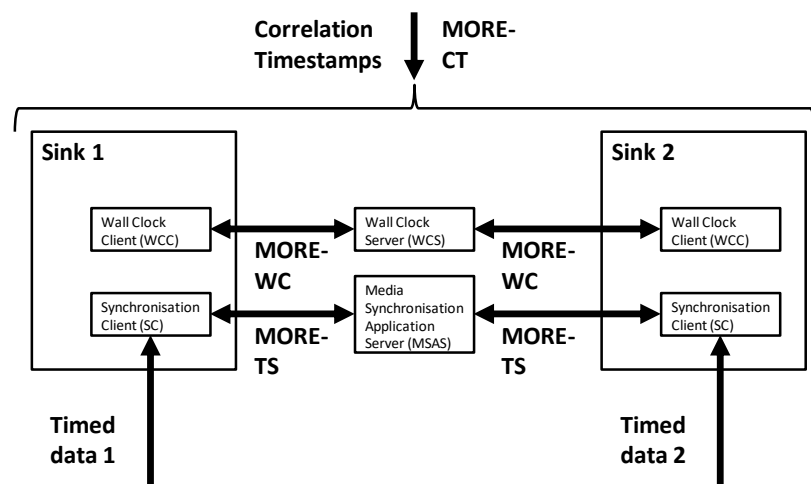 Correlation
Timestamps
MORE-
CT
Sink 1
Sink 2
Wall Clock
Client (WCC)
Wall Clock
Server (WCS)
Wall Clock
Client (WCC)
MORE-
WC
MORE-
WC
Synchronisation
Client (SC)
Media
Synchronisation
Application
Server (MSAS)
Synchronisation
Client (SC)
MORE-
TS
MORE-
TS
Timed
data 1
Timed
data 2